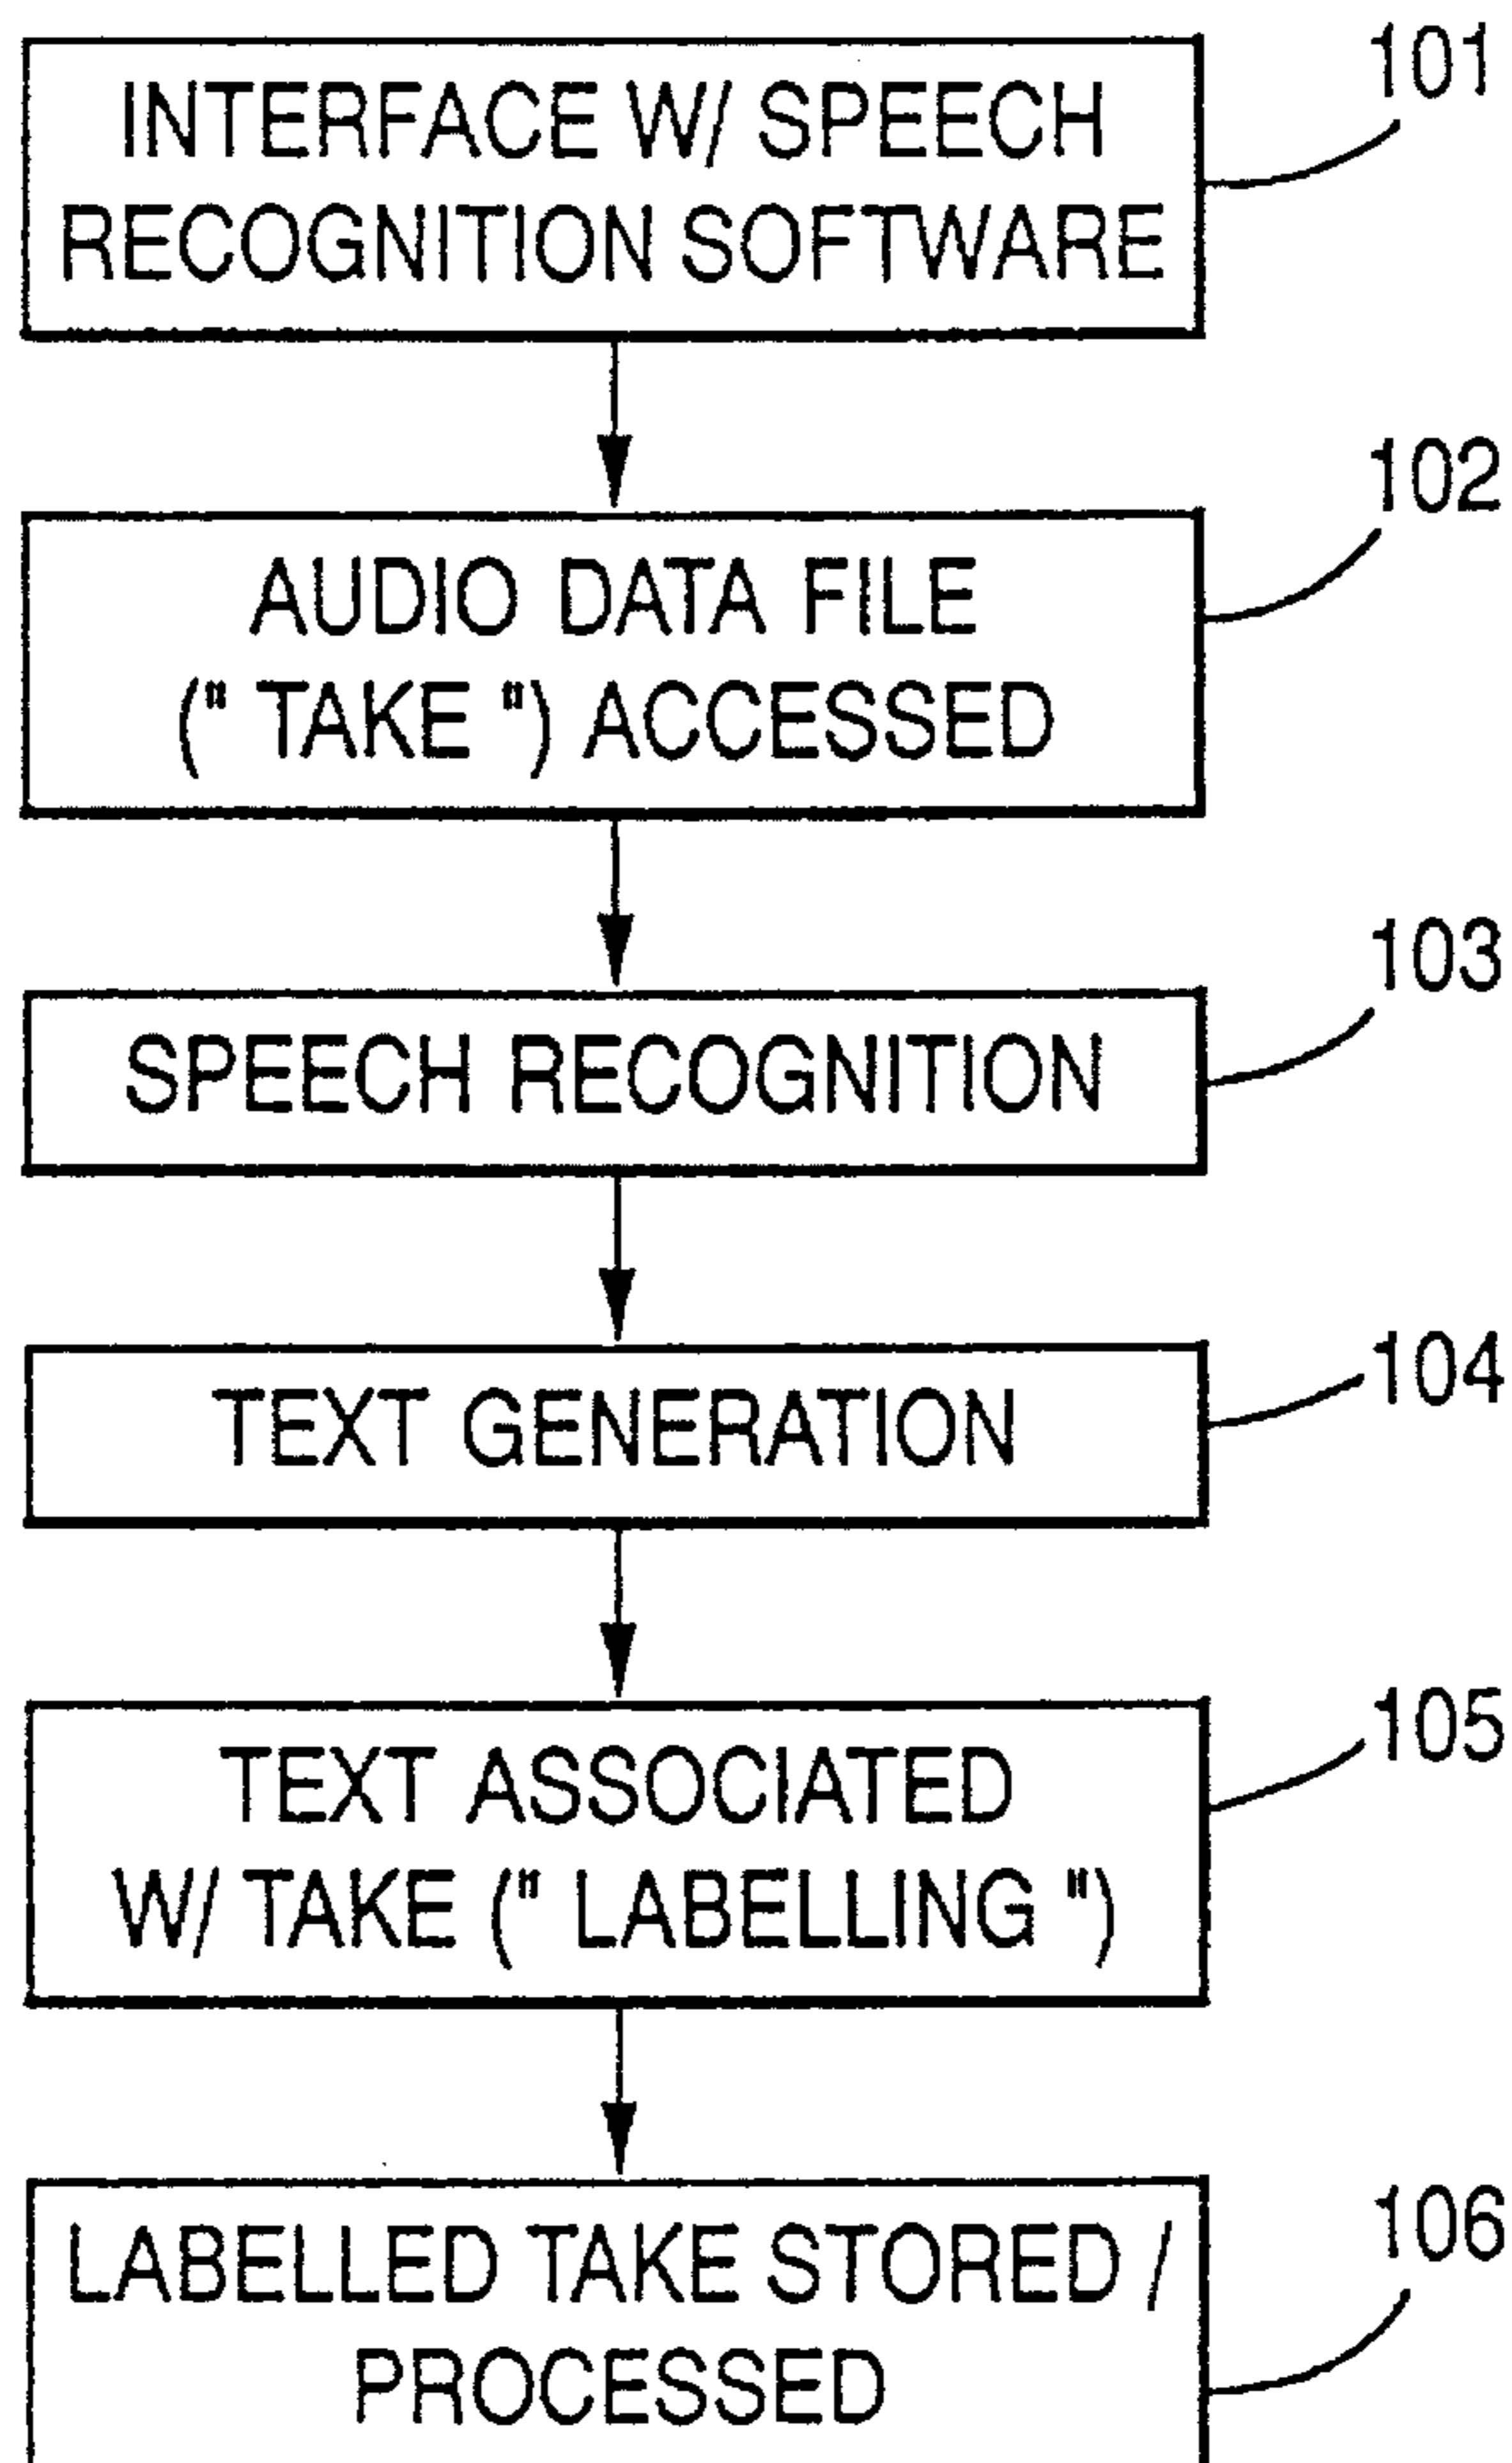 101
INTERFACE W/ SPEECH
RECOGNITION SOFTWARE
102
AUDIO DATA FILE
(" TAKE ") ACCESSED
103
SPEECH RECOGNITION
104
TEXT GENERATION
105
TEXT ASSOCIATED
W/ TAKE (" LABELLING ")
106
LABELLED TAKE STORED /
PROCESSED